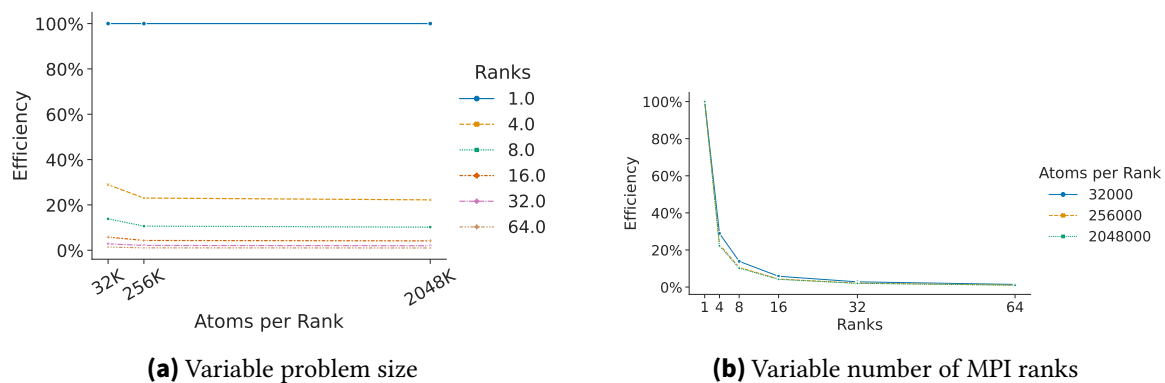 100%
80%
60%
40%
20%
0%
Efficiency
32K
256K
2048K
Atoms per Rank
Ranks
1.0
4.0
8.0
16.0
32.0
64.0
(a) Variable problem size
100%
80%
60%
40%
20%
0%
Efficiency
1 4 8 16 32 64
Ranks
Atoms per Rank
32000
256000
2048000
(b) Variable number of MPI ranks